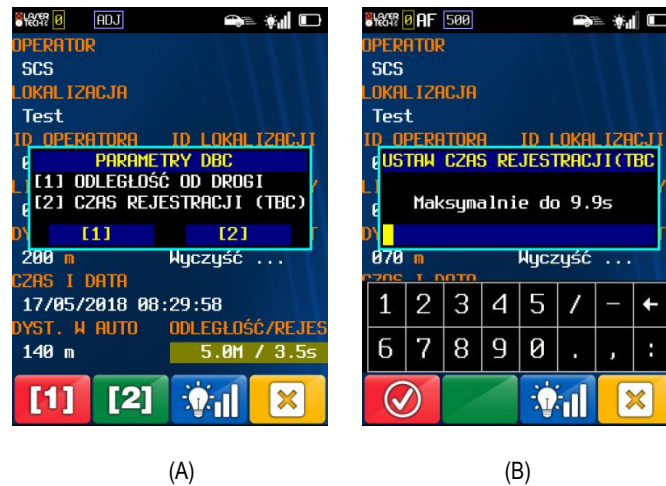 LASER TECH 0 ADJ
OPERATOR
SCS
LOKALIZACJA
Test
ID OPERATORA ID LOKALIZACJI
PARAMETRY DBC
[1] ODLEGŁOŚĆ OD DROGI
[2] CZAS REJESTRACJI (TBC)
[1] [2]
200 m Wyczyść ...
CZAS I DATA
17/05/2018 08:29:58
DYST. W AUTO ODLEGŁOŚĆ/REJES
140 m 5.0M / 3.5s
[1] [2]
(A)
LASER TECH 0 AF 500
OPERATOR
SCS
LOKALIZACJA
Test
ID OPERATORA ID LOKALIZACJI
USTAW CZAS REJESTRACJI(TBC
Maksymalnie do 9.9s
070 m Wyczyść ...
CZAS I DATA
1 2 3 4 5 / - ←
6 7 8 9 0 . , :
(B)